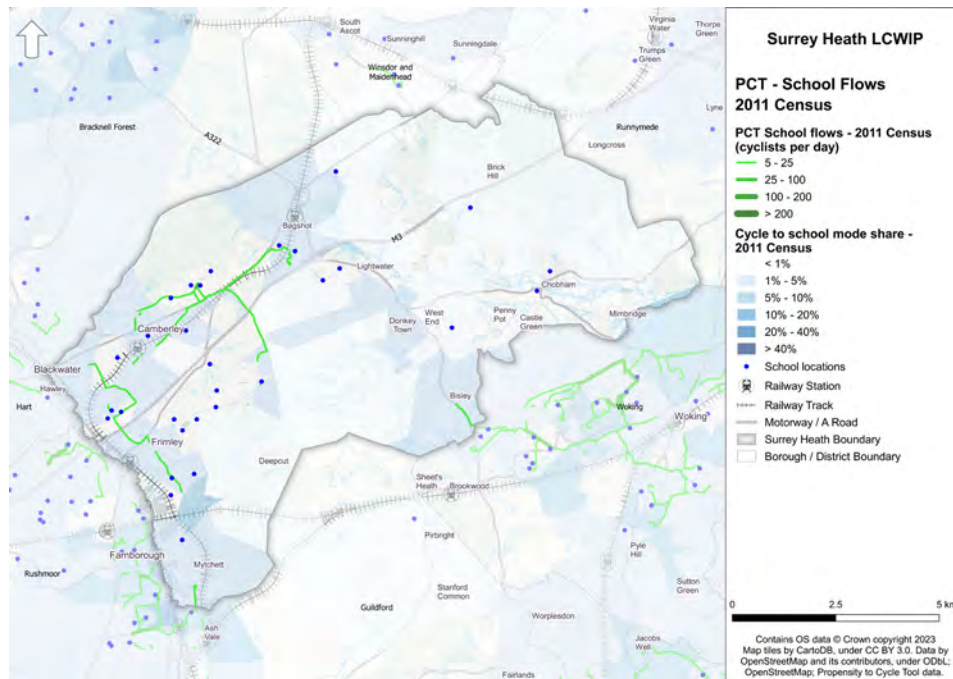 South
Ascot
Sunninghill
Sunningdale
Virginia
Water
Thorpe
Green
Trumps
Green
Winsdor and
Maidenhead
Lyne
Bracknell Forest
A322
Runnymede
Longcross
Brick
Hill
Bagshot
M3
Lightwater
Chobham
Camberley
Donkey
Town
West
End
Penny
Pot
Castle
Green
Mimbridge
Blackwater
Hawley
Hart
Bisley
Woking
Woking
Frimley
Deepcut
Sheet's
Heath
Brookwood
Pirbright
Farnborough
Mytchett
Rushmoor
Pyle
Hill
Stanford
Common
Sutton
Green
Guildford
Worplesdon
Ash
Vale
Jacobs
Well
Fairlands
Surrey Heath LCWIP
PCT - School Flows
2011 Census
PCT School flows - 2011 Census
(cyclists per day)
5 - 25
25 - 100
100 - 200
> 200
Cycle to school mode share -
2011 Census
< 1%
1% - 5%
5% - 10%
10% - 20%
20% - 40%
> 40%
School locations
Railway Station
Railway Track
Motorway / A Road
Surrey Heath Boundary
Borough / District Boundary
0 2.5 5 km
Contains OS data © Crown copyright 2023
Map tiles by CartoDB, under CC BY 3.0. Data by
OpenStreetMap and its contributors, under ODbL;
OpenStreetMap; Propensity to Cycle Tool data.